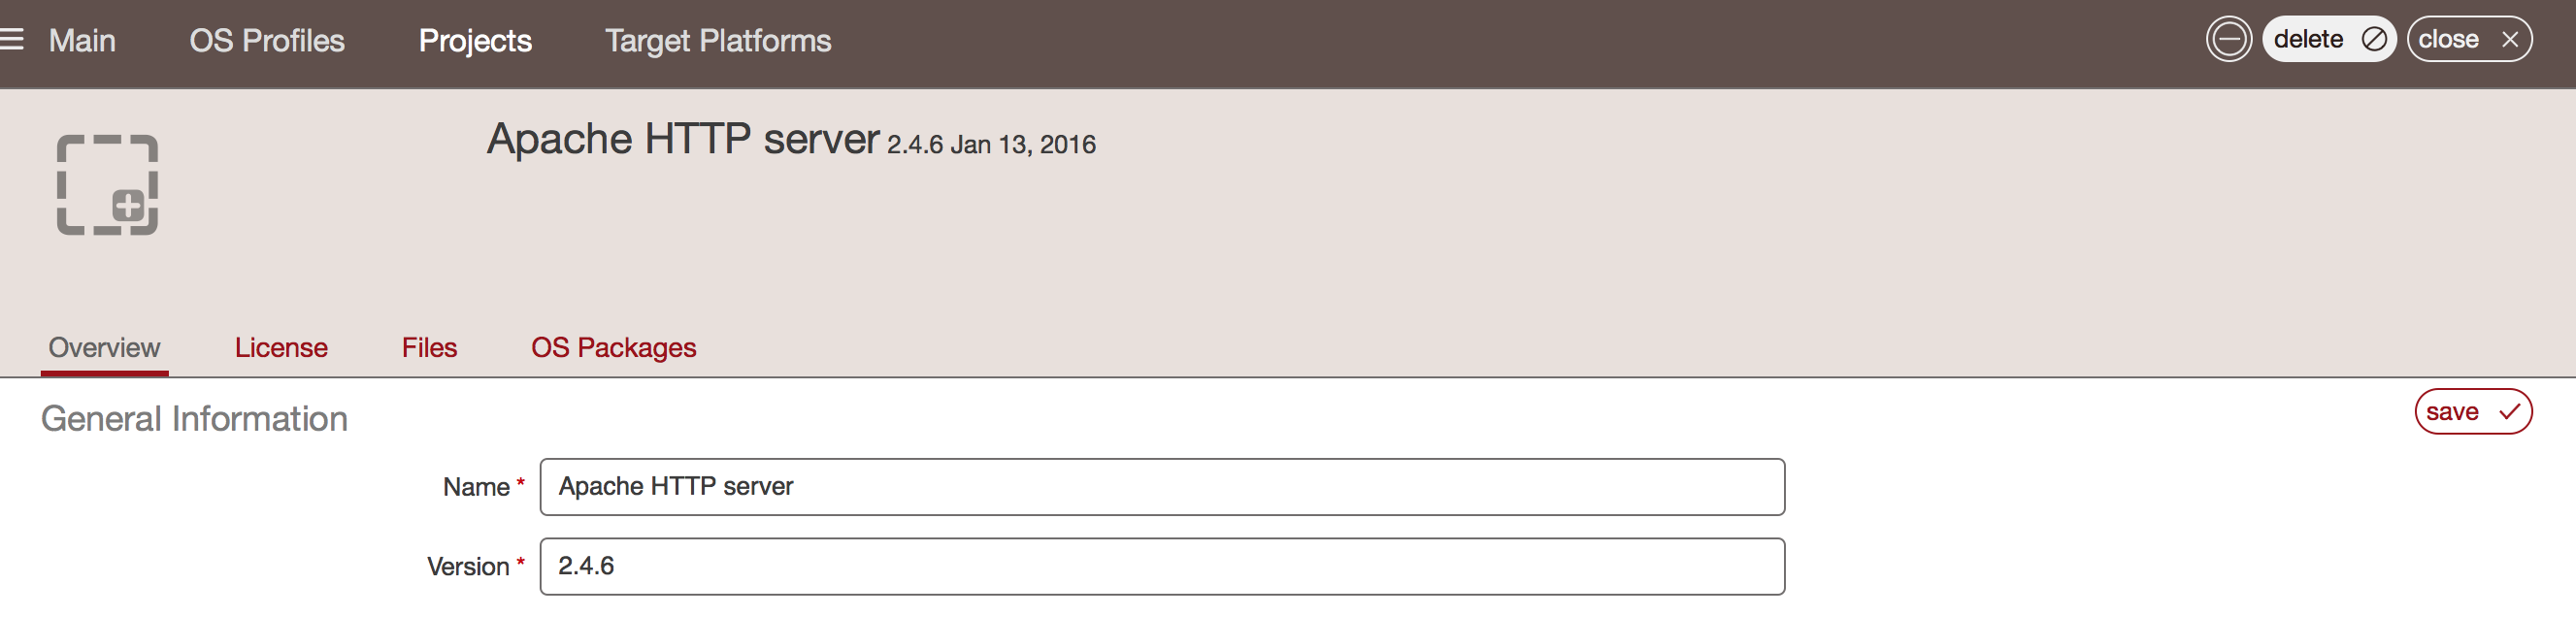 Main OS Profiles Projects Target Platforms delete close
Apache HTTP server 2.4.6 Jan 13, 2016
Overview License Files OS Packages
General Information save
Name * Apache HTTP server
Version * 2.4.6